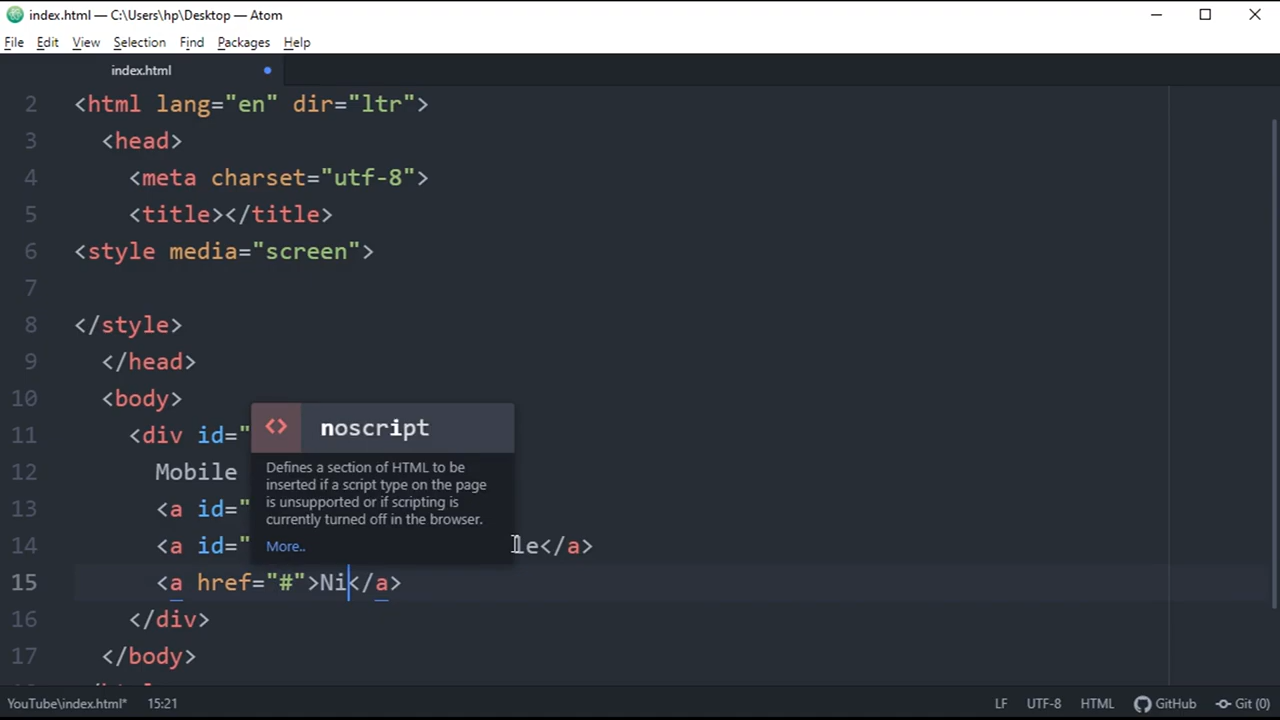 index.html — C:\Users\hp\Desktop — Atom
File Edit View Selection Find Packages Help
index.html
2 <html lang="en" dir="ltr">
3 <head>
4 <meta charset="utf-8">
5 <title></title>
6 <style media="screen">
7
8 </style>
9 </head>
10 <body>
noscript
11 <div id="
Defines a section of HTML to be
inserted if a script type on the page
is unsupported or if scripting is
currently turned off in the browser.
More..
12 Mobile
13 <a id="
14 <a id=" le</a>
15 <a href="#">Ni</a>
16 </div>
17 </body>
YouTube\index.html* 15:21 LF UTF-8 HTML GitHub Git (0)